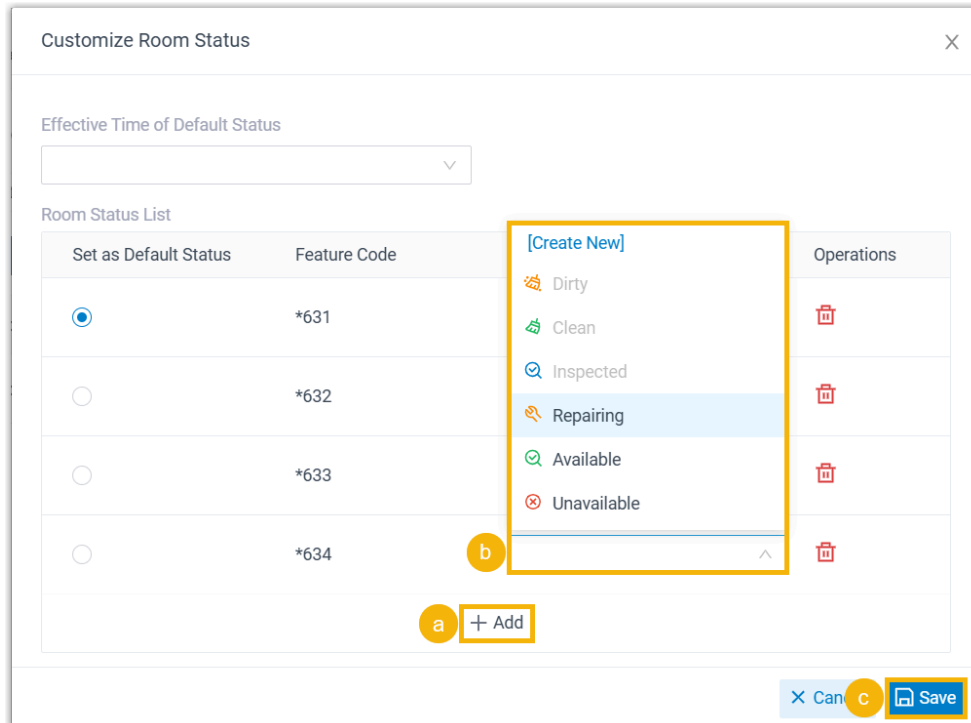 Customize Room Status
Effective Time of Default Status
Room Status List
Set as Default Status Feature Code Operations
[Create New]
Dirty
Clean
Inspected
Repairing
Available
Unavailable
*631
*632
*633
*634
b
a + Add
Can c Save